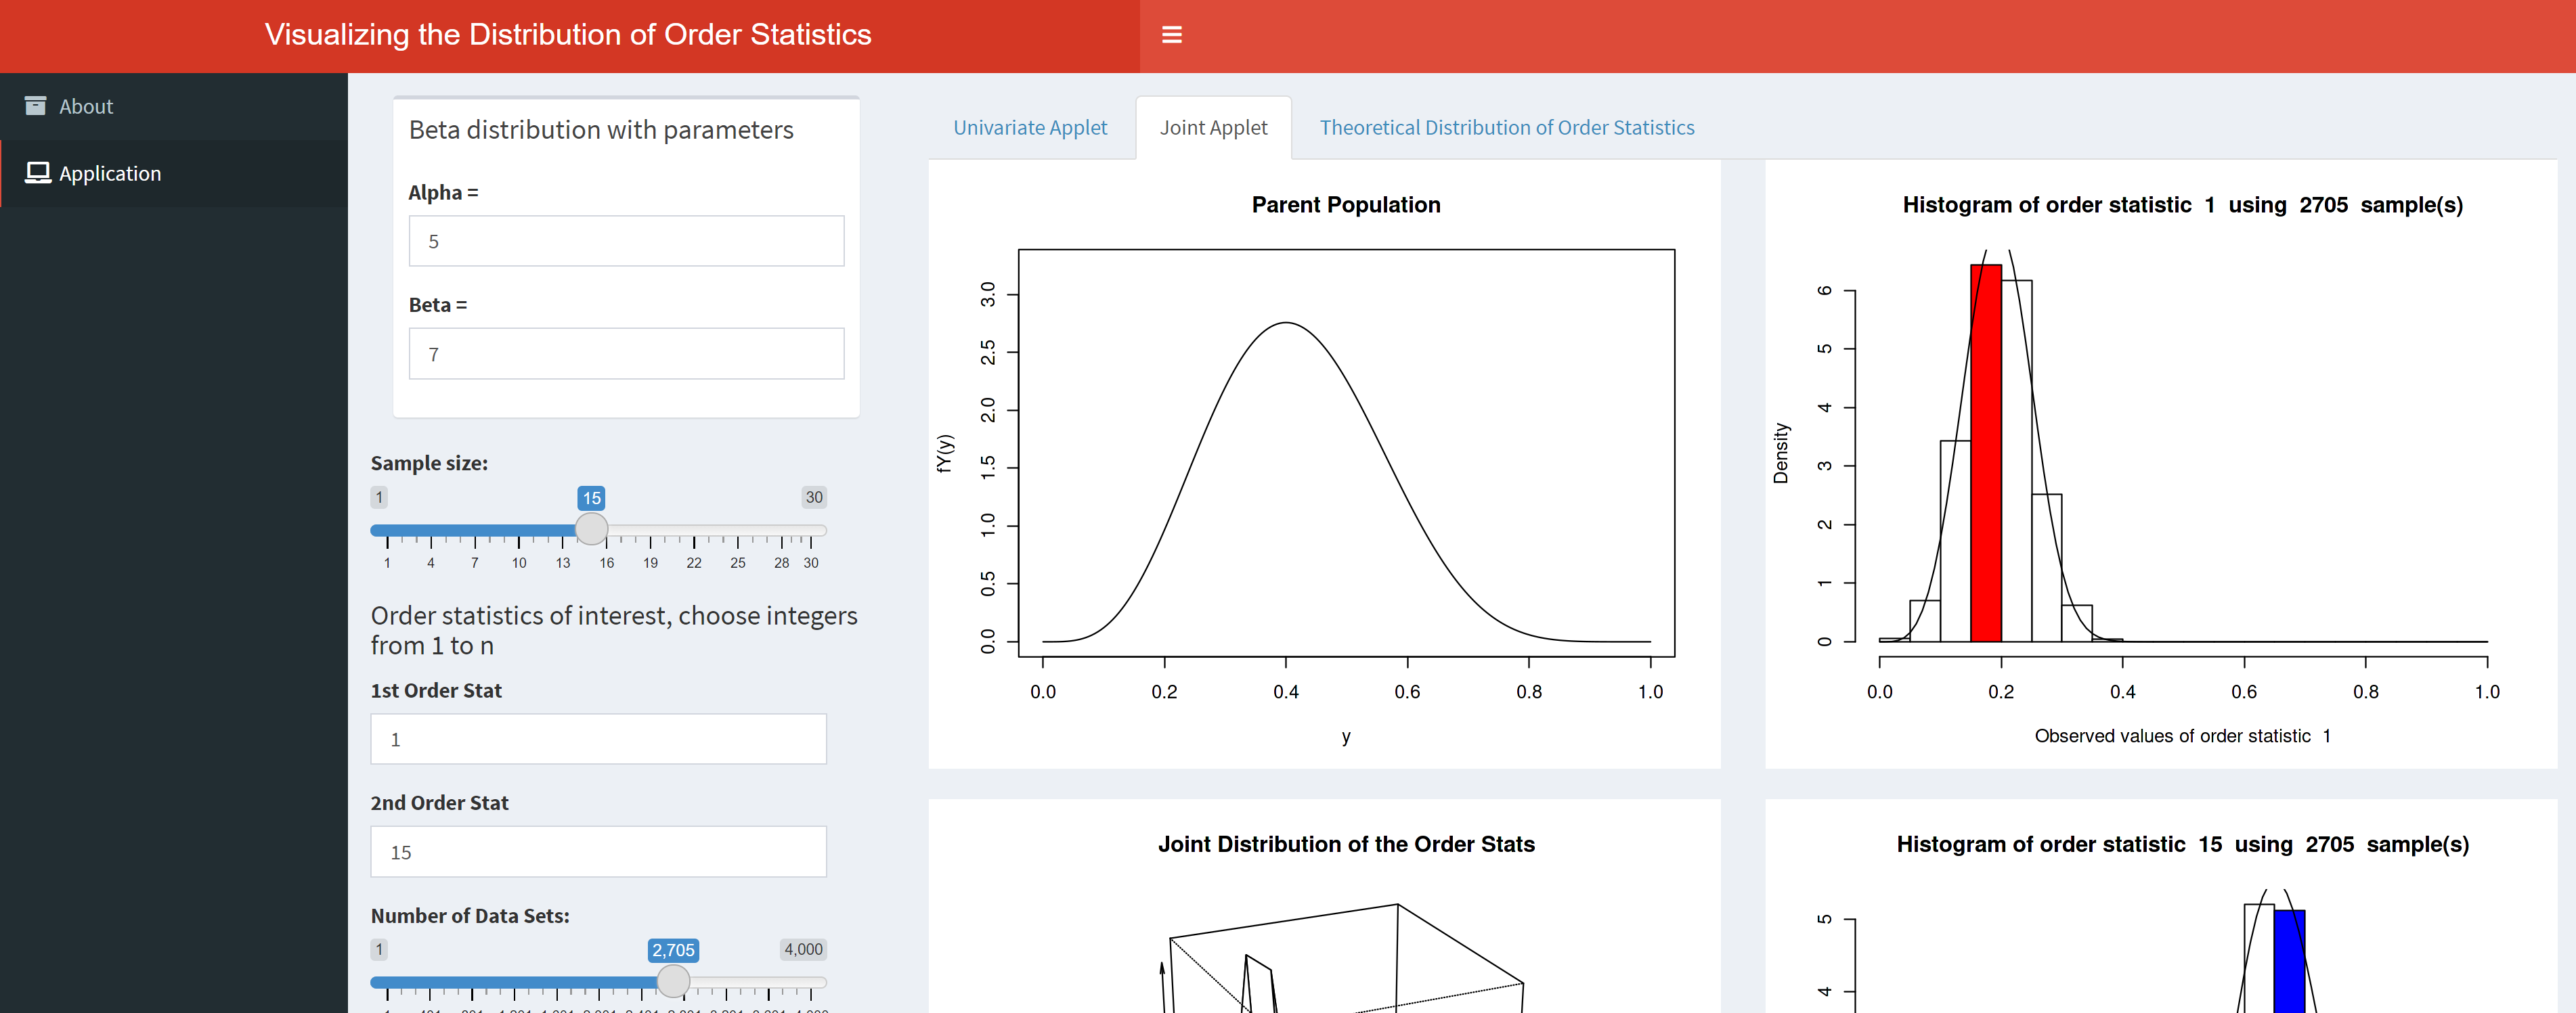 Visualizing the Distribution of Order Statistics
About
Application
Beta distribution with parameters
Alpha =
5
Beta =
7
Sample size:
1 15 30
1 4 7 10 13 16 19 22 25 28 30
Order statistics of interest, choose integers
from 1 to n
1st Order Stat
1
2nd Order Stat
15
Number of Data Sets:
1 2,705 4,000
Univariate Applet Joint Applet Theoretical Distribution of Order Statistics
Parent Population
fY(y)
3.0
2.5
2.0
1.5
1.0
0.5
0.0
0.0 0.2 0.4 0.6 0.8 1.0
y
Histogram of order statistic 1 using 2705 sample(s)
Density
6
5
4
3
2
1
0
0.0 0.2 0.4 0.6 0.8 1.0
Observed values of order statistic 1
Joint Distribution of the Order Stats
Histogram of order statistic 15 using 2705 sample(s)
5
4